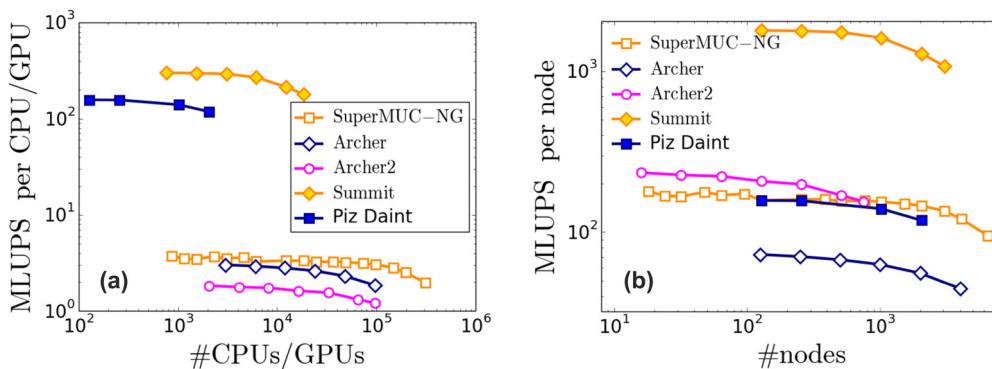 10³
10²
10¹
10⁰
MLUPS per CPU/GPU
10² 10³ 10⁴ 10⁵ 10⁶
#CPUs/GPUs
(a)
SuperMUC−NG
Archer
Archer2
Summit
Piz Daint
10³
10²
MLUPS per node
10¹ 10² 10³
#nodes
(b)
SuperMUC−NG
Archer
Archer2
Summit
Piz Daint